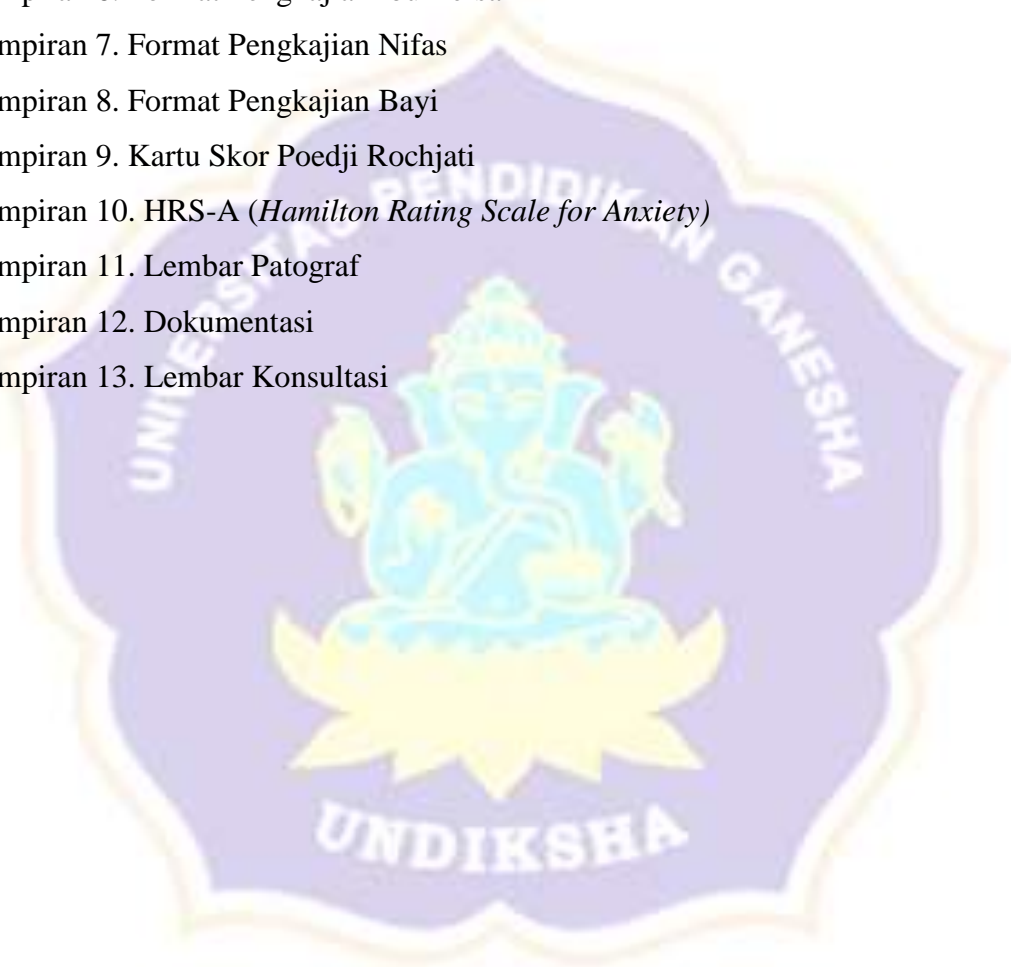 mpiran 7. Format Pengkajian Nifas
mpiran 8. Format Pengkajian Bayi
mpiran 9. Kartu Skor Poedji Rochjati
mpiran 10. HRS-A (Hamilton Rating Scale for Anxiety)
mpiran 11. Lembar Patograf
mpiran 12. Dokumentasi
mpiran 13. Lembar Konsultasi
UNIVERSITAS PENDIDIKAN GANESHA
UNDIKSHA